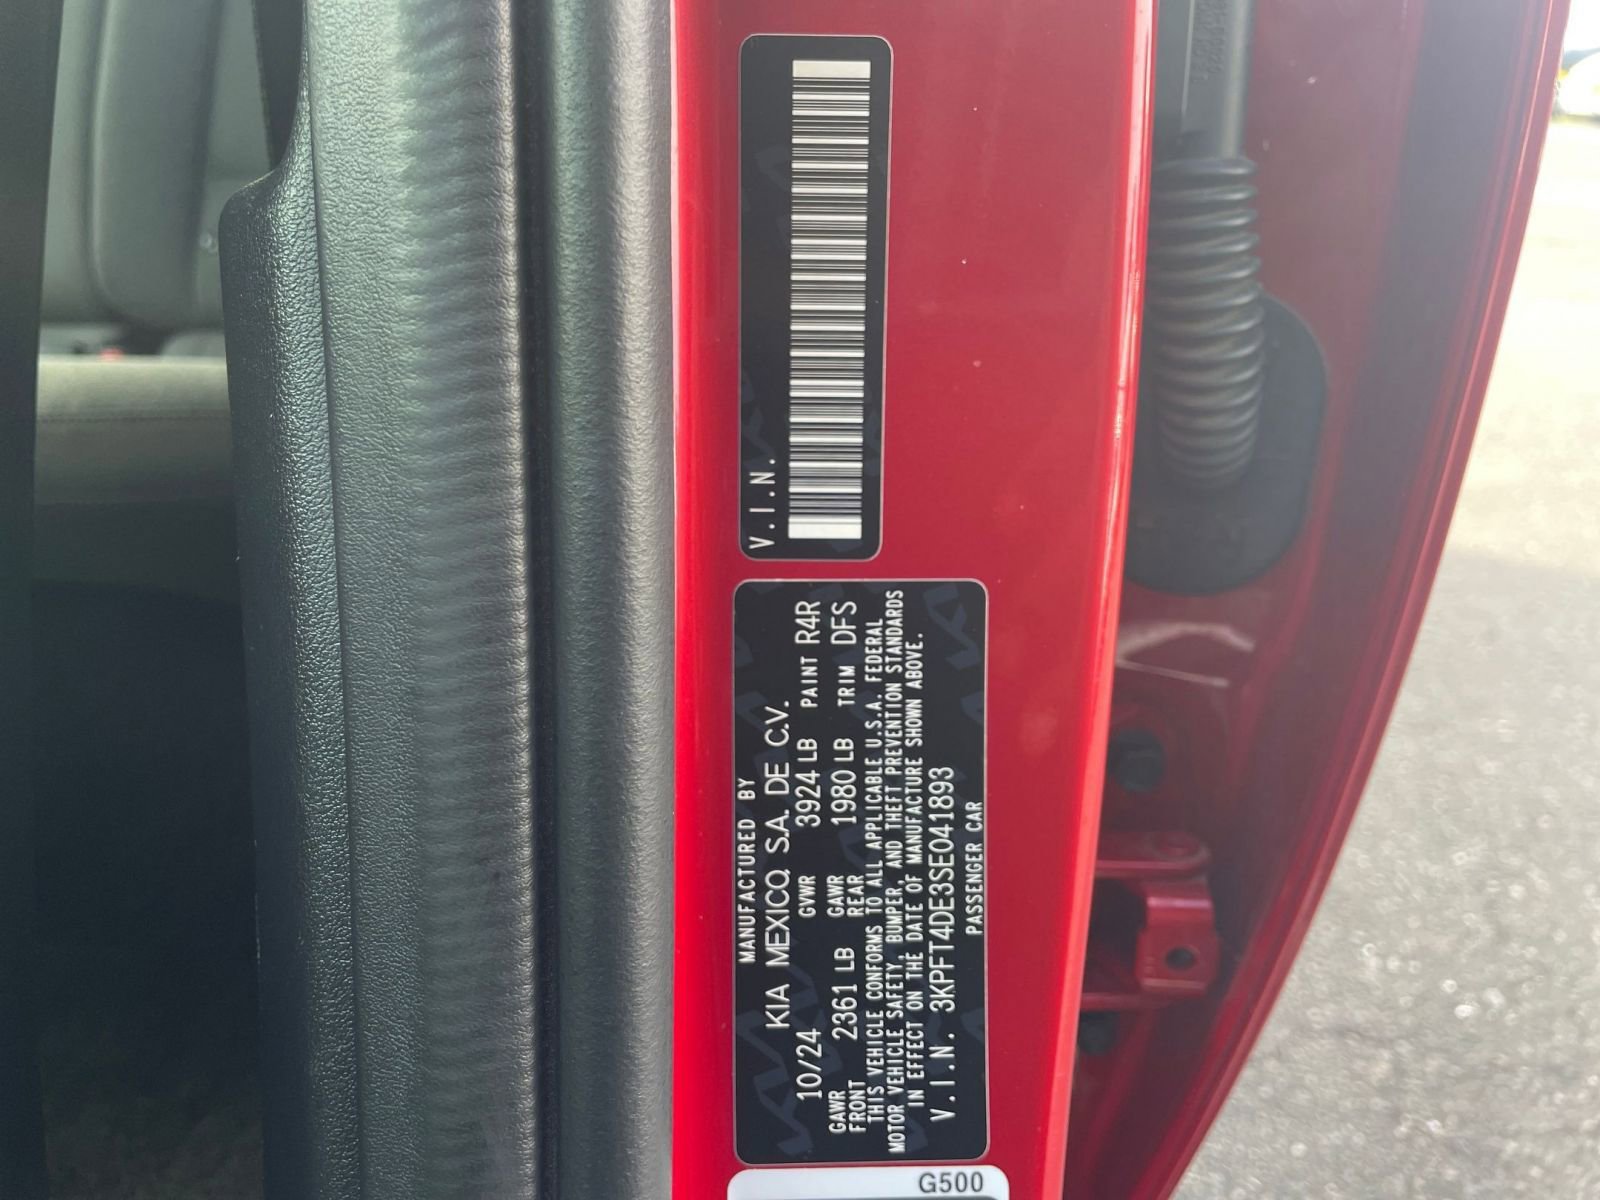 V.I.N.
MANUFACTURED BY
KIA MEXICO, S.A. DE C.V.
10/24 GVWR 3924 LB PAINT R4R
GAWR FRONT 2361 LB GAWR REAR 1980 LB TRIM DFS
THIS VEHICLE CONFORMS TO ALL APPLICABLE U.S.A. FEDERAL
MOTOR VEHICLE SAFETY, BUMPER, AND THEFT PREVENTION STANDARDS
IN EFFECT ON THE DATE OF MANUFACTURE SHOWN ABOVE.
V.I.N. 3KPFT4DE3SE041893
PASSENGER CAR
G500